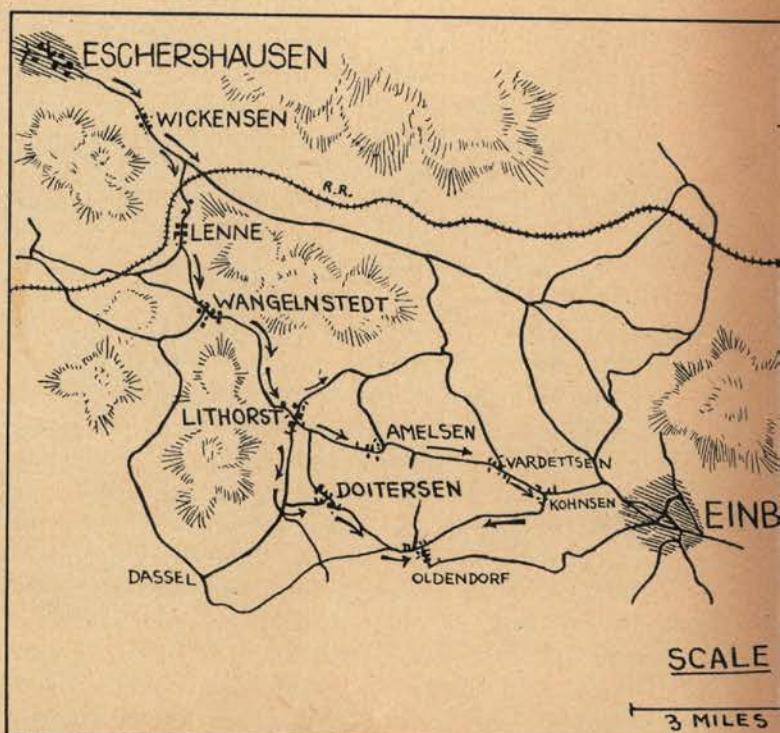 ESCHERSHAUSEN
WICKENSEN
R.R.
LENNE
WANGELNSTEDT
LITHORST
AMELSEN
VARDETTSEN
DOITERSEN
KOHNSEN
EINB
DASSEL
OLDENDORF
SCALE
3 MILES